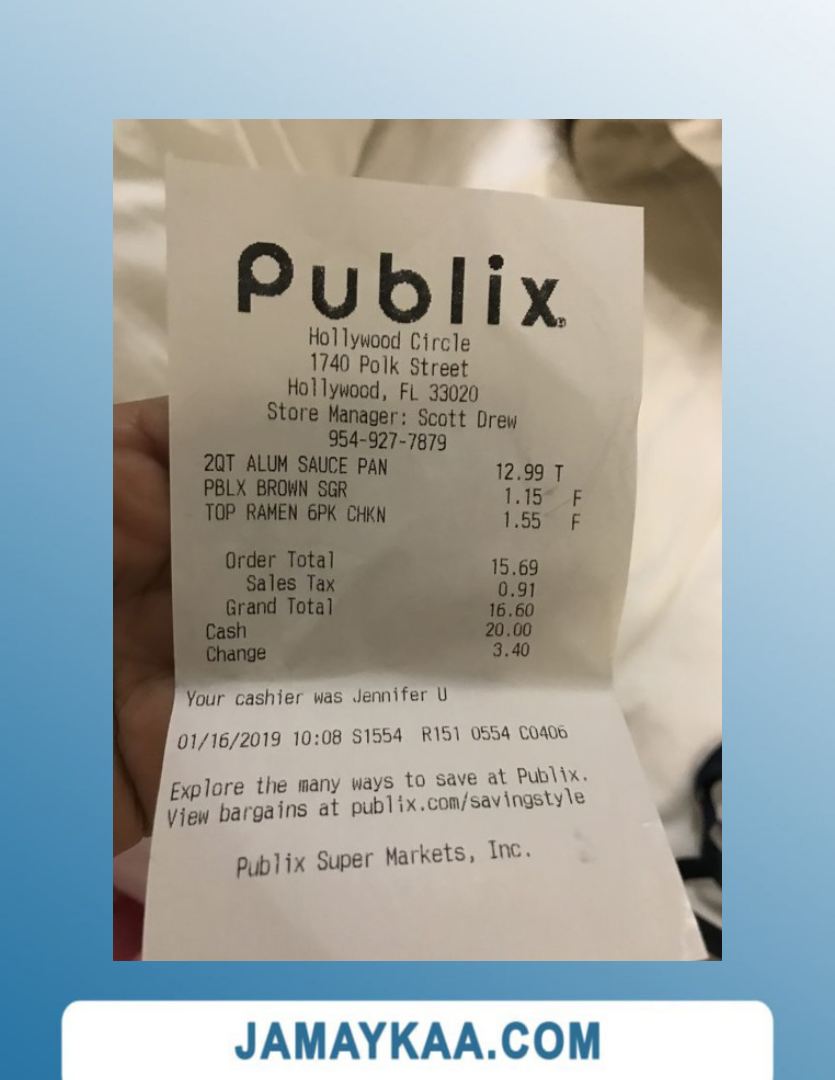 Publix®
Hollywood Circle
1740 Polk Street
Hollywood, FL 33020
Store Manager: Scott Drew
954-927-7879
2QT ALUM SAUCE PAN 12.99 T
PBLX BROWN SGR 1.15 F
TOP RAMEN 6PK CHKN 1.55 F
Order Total 15.69
Sales Tax 0.91
Grand Total 16.60
Cash 20.00
Change 3.40
Your cashier was Jennifer U
01/16/2019 10:08 S1554 R151 0554 C0406
Explore the many ways to save at Publix.
View bargains at publix.com/savingstyle
Publix Super Markets, Inc.
JAMAYKAA.COM